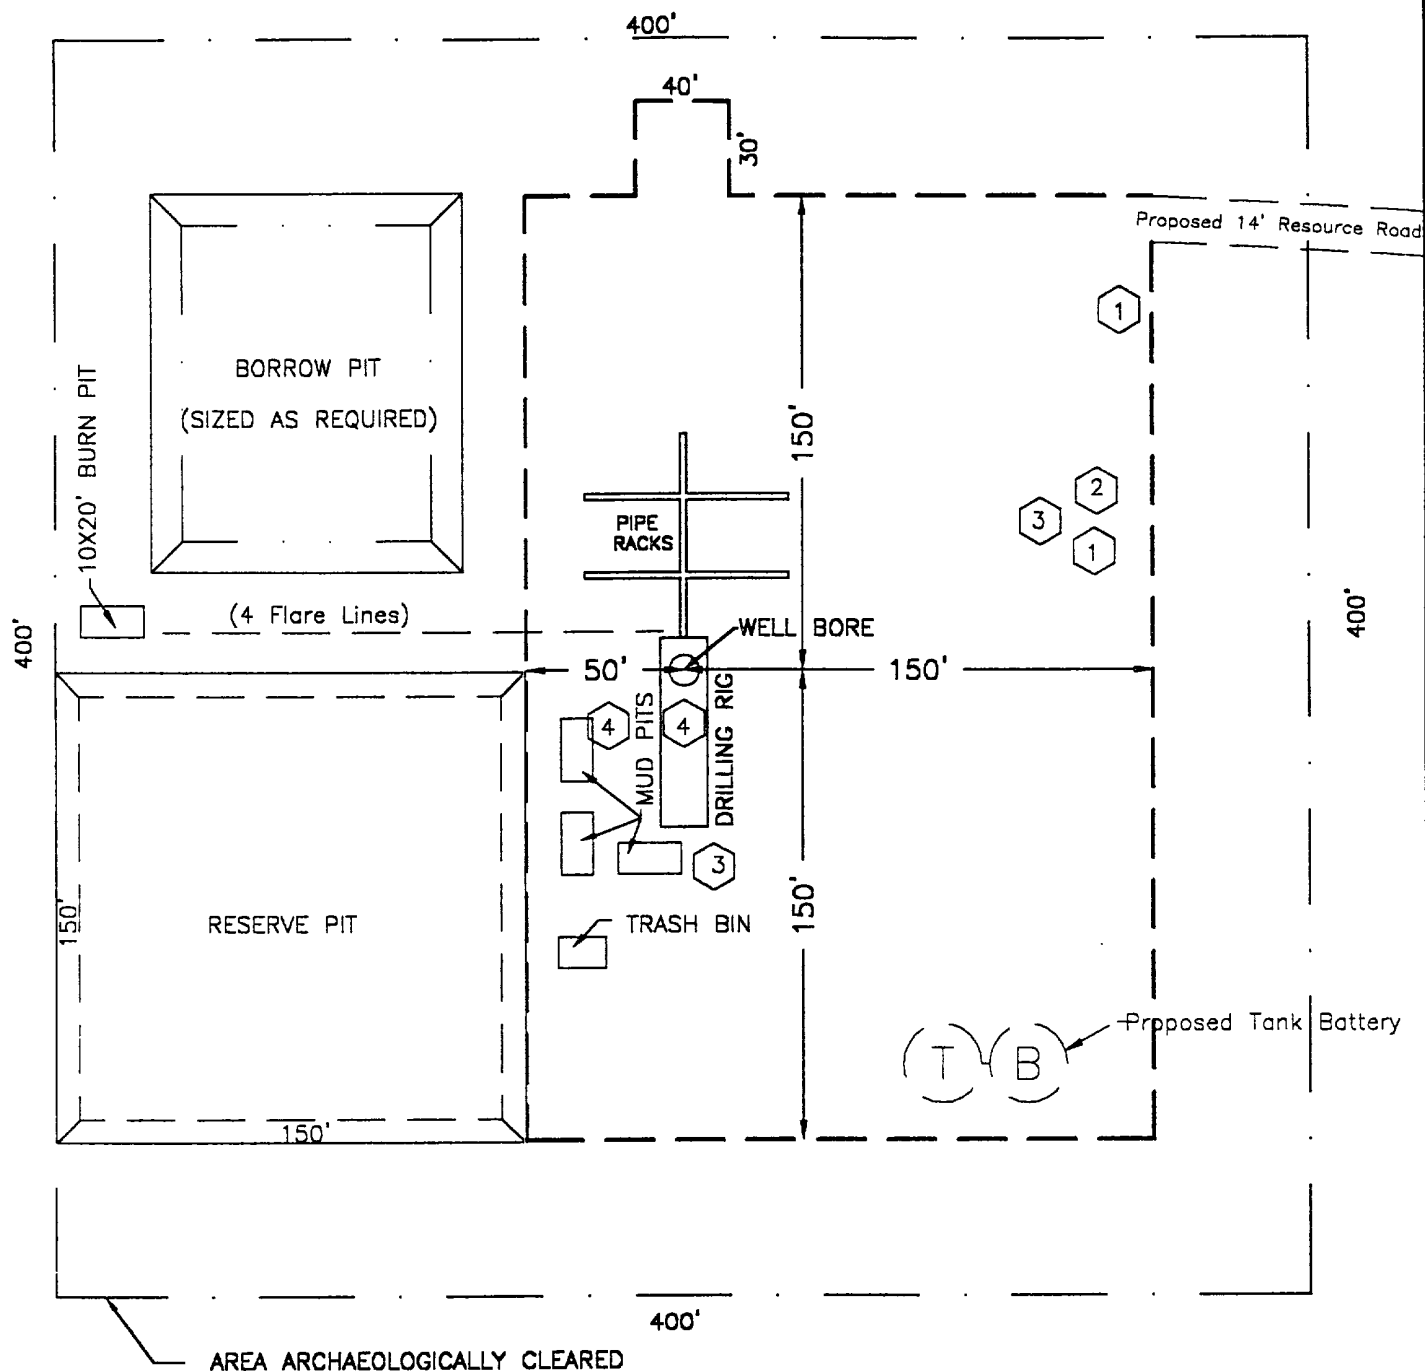 400'
40'
30'
Proposed 14' Resource Road
1
BORROW PIT
(SIZED AS REQUIRED)
10X20' BURN PIT
150'
2
3
1
PIPE
RACKS
(4 Flare Lines)
400'
400'
WELL BORE
50'
150'
4
MUD PITS
4
DRILLING RIG
3
150'
RESERVE PIT
150'
TRASH BIN
150'
T
B
Proposed Tank Battery
400'
AREA ARCHAEOLOGICALLY CLEARED